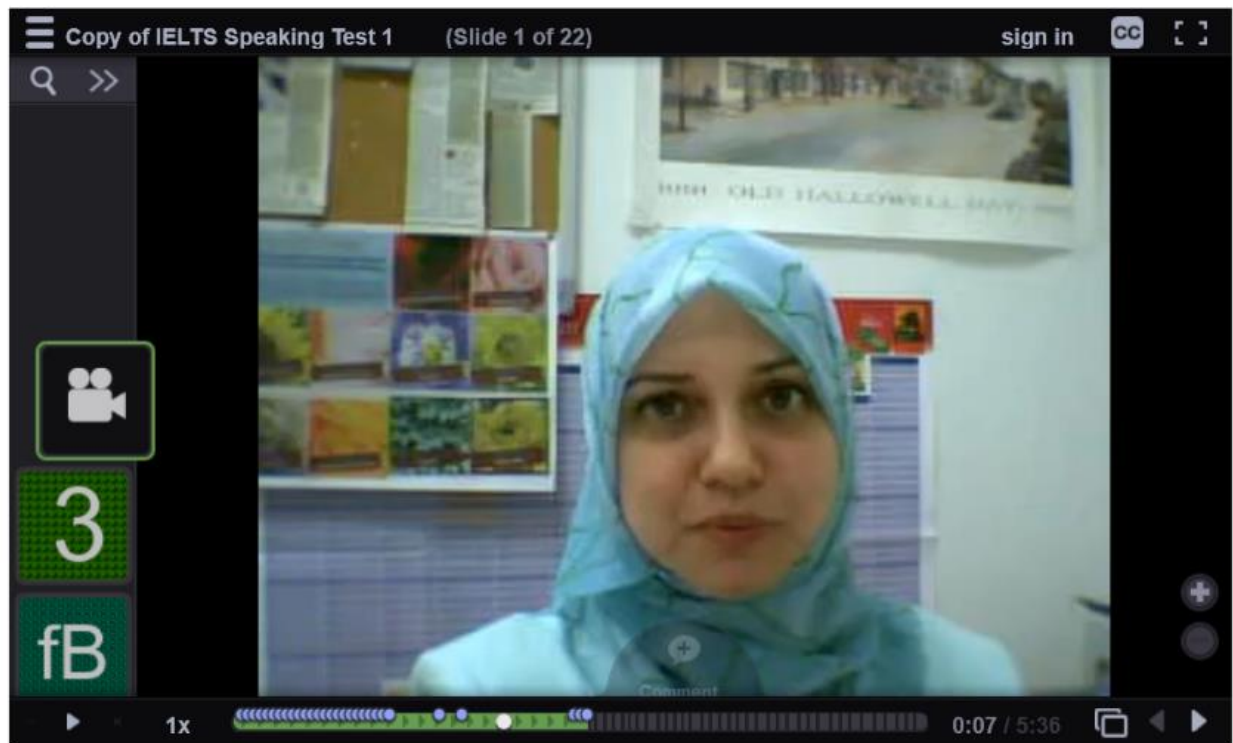 Copy of IELTS Speaking Test 1 (Slide 1 of 22) sign in CC
OLD HALLOWELL DAY
3
fB
Comment
1x 0:07 / 5:36